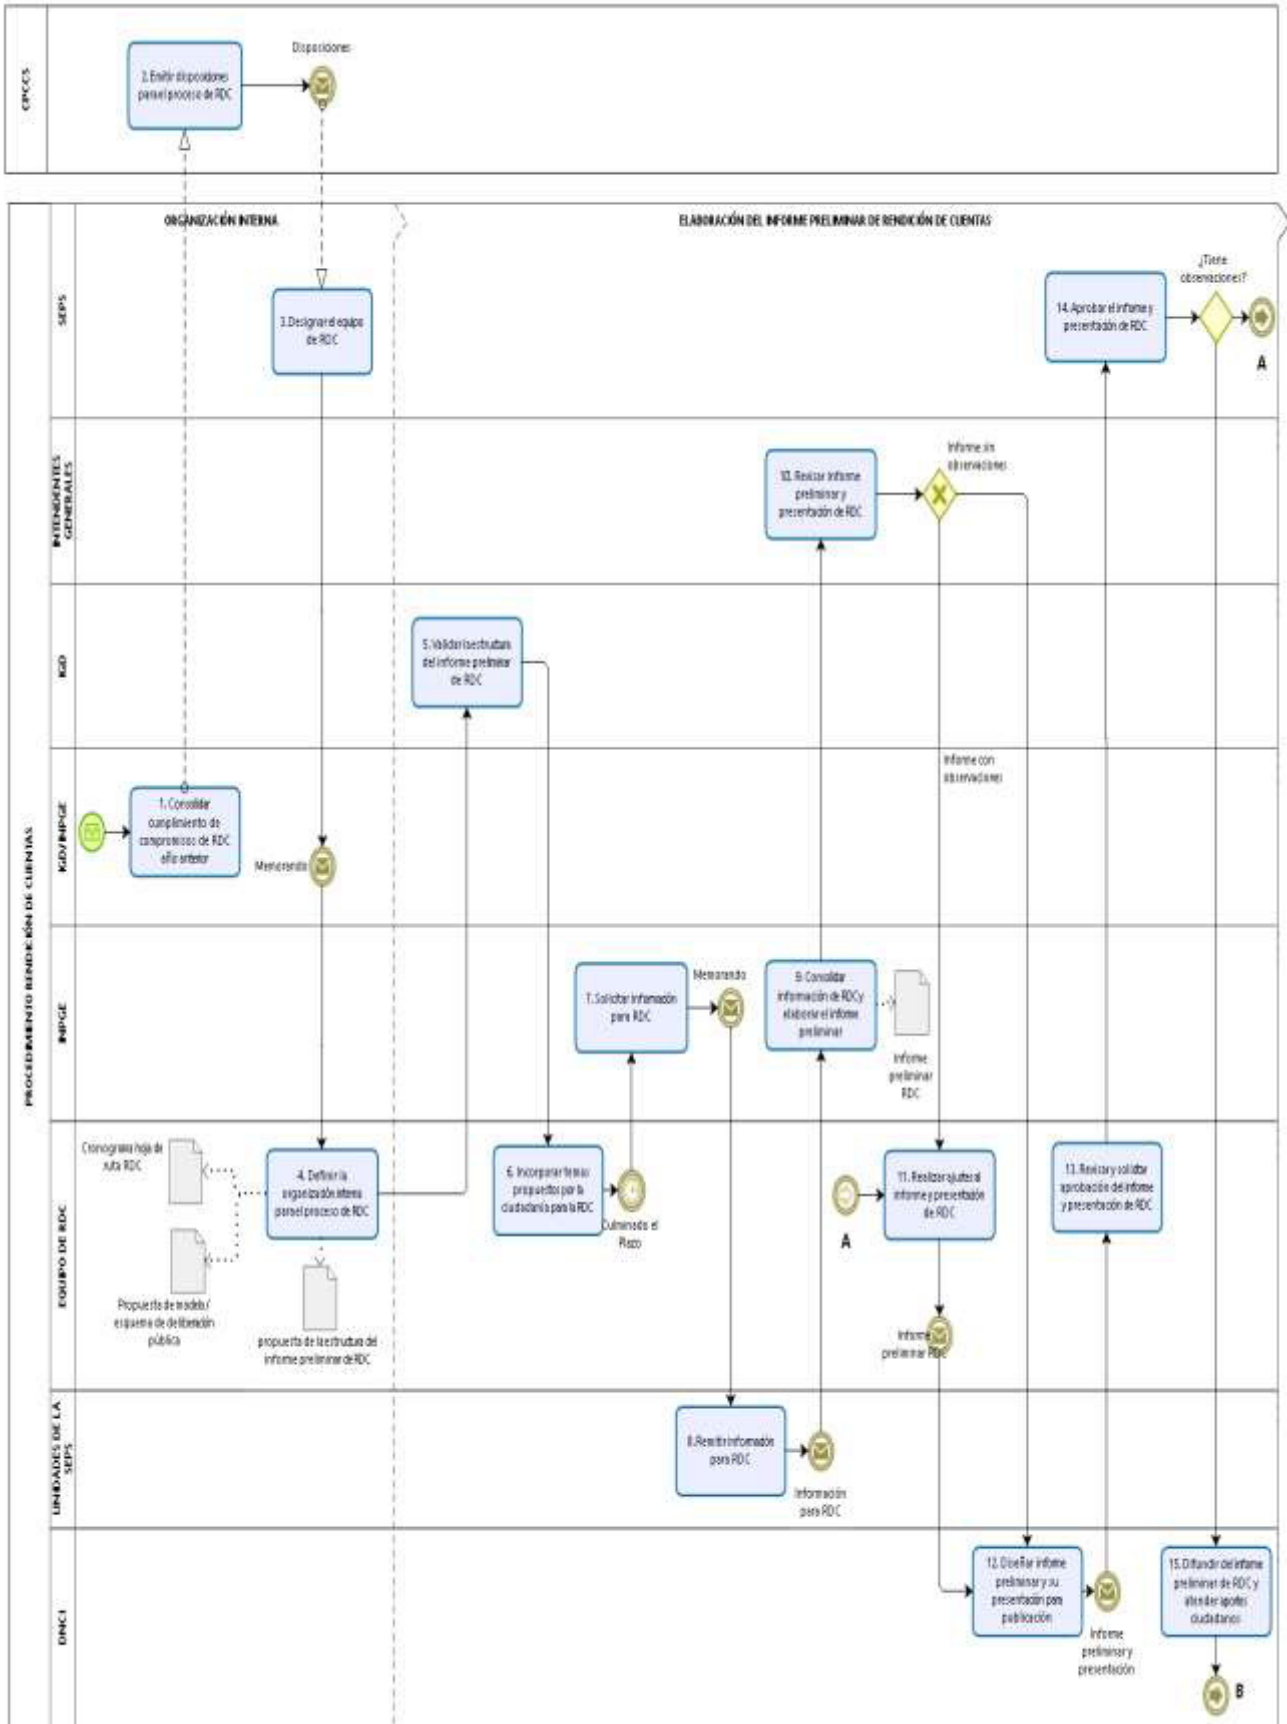 CPCCS
2. Emitir disposiciones
para el proceso de RDC
Disposiciones
PROCEDIMIENTO RENDICIÓN DE CUENTAS
ORGANIZACIÓN INTERNA
ELABORACIÓN DEL INFORME PRELIMINAR DE RENDICIÓN DE CUENTAS
SEPS
3. Designar el equipo
de RDC
14. Aprobar el informe y
presentación de RDC
¿Tiene
observaciones?
A
INTENDENTES
GENERALES
10. Revisar informe
preliminar y
presentación de RDC
Informe sin
observaciones
IGD
5. Validar la estructura
del informe preliminar
de RDC
IGD/INPGE
1. Consolidar
cumplimiento de
compromisos de RDC
año anterior
Memorando
Informe con
observaciones
INPGE
7. Solicitar información
para RDC
Memorando
9. Consolidar
información de RDC y
elaborar el informe
preliminar
Informe
preliminar
RDC
EQUIPO DE RDC
Cronograma hoja de
ruta RDC
Propuesta de modelo/
esquema de deliberación
pública
4. Definir la
organización interna
para el proceso de RDC
propuesta de la estructura del
informe preliminar de RDC
6. Incorporar temas
propuestos por la
ciudadanía para la RDC
Culminado el
Plazo
A
11. Realizar ajustes al
informe y presentación
de RDC
Informe
preliminar RDC
13. Revisar y solicitar
aprobación del informe
y presentación de RDC
UNIDADES DE LA
SEPS
8. Remitir información
para RDC
Información
para RDC
DNCI
12. Diseñar informe
preliminar y su
presentación para
publicación
Informe
preliminar y
presentación
15. Difundir del informe
preliminar de RDC y
atender aportes
ciudadanos
B